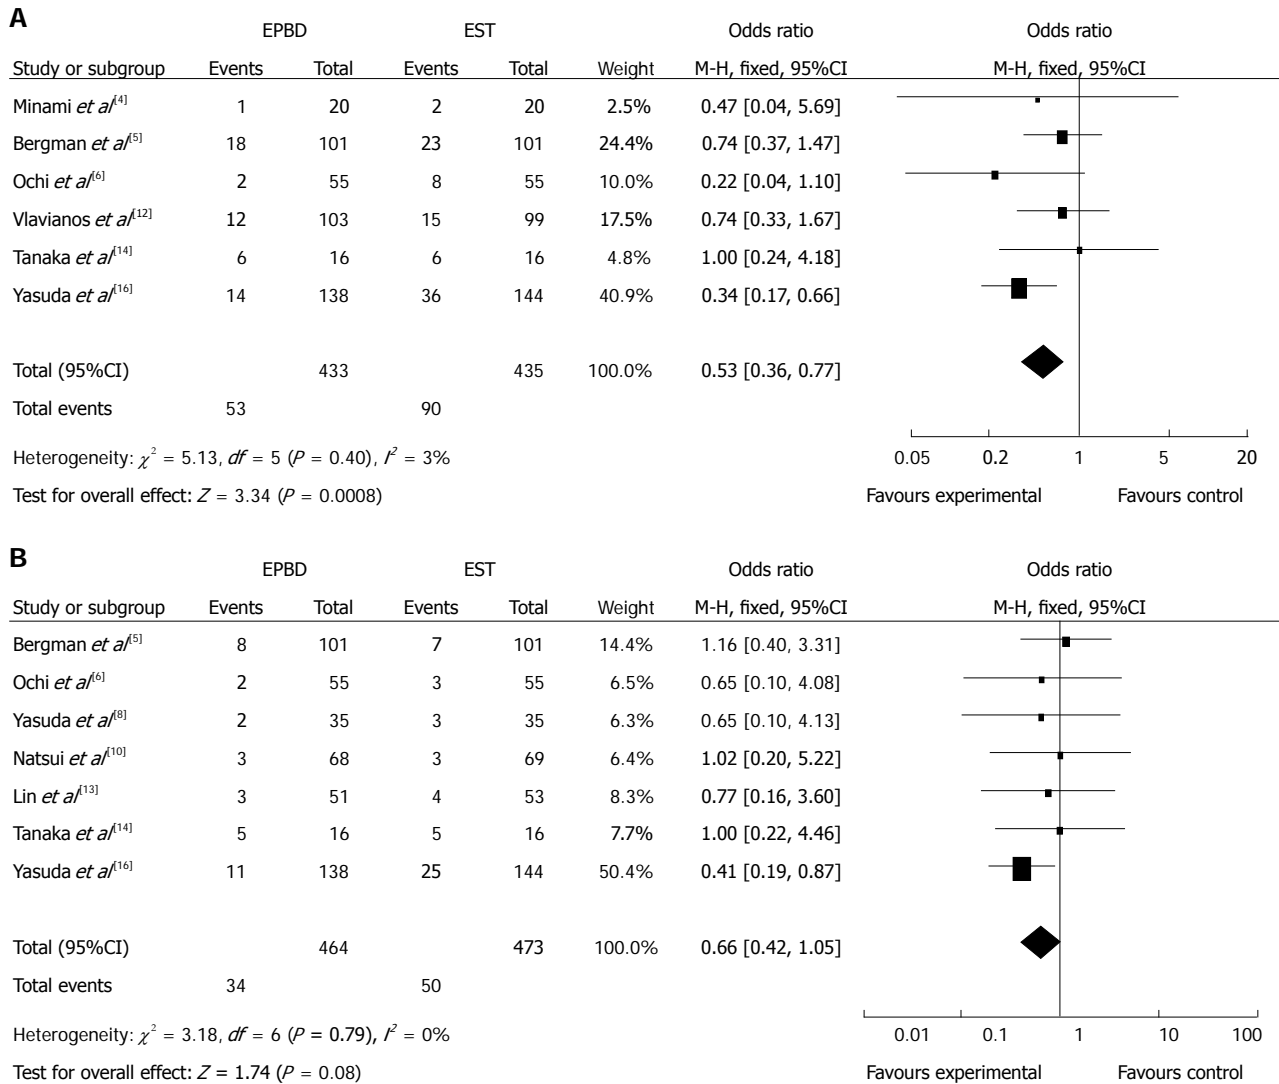 A
EPBD EST Odds ratio Odds ratio
Study or subgroup Events Total Events Total Weight M-H, fixed, 95%CI M-H, fixed, 95%CI
Minami et al[4] 1 20 2 20 2.5% 0.47 [0.04, 5.69]
Bergman et al[5] 18 101 23 101 24.4% 0.74 [0.37, 1.47]
Ochi et al[6] 2 55 8 55 10.0% 0.22 [0.04, 1.10]
Vlavianos et al[12] 12 103 15 99 17.5% 0.74 [0.33, 1.67]
Tanaka et al[14] 6 16 6 16 4.8% 1.00 [0.24, 4.18]
Yasuda et al[16] 14 138 36 144 40.9% 0.34 [0.17, 0.66]
Total (95%CI) 433 435 100.0% 0.53 [0.36, 0.77]
Total events 53 90
Heterogeneity: χ² = 5.13, df = 5 (P = 0.40), I² = 3%
0.05 0.2 1 5 20
Test for overall effect: Z = 3.34 (P = 0.0008)
Favours experimental Favours control
B
EPBD EST Odds ratio Odds ratio
Study or subgroup Events Total Events Total Weight M-H, fixed, 95%CI M-H, fixed, 95%CI
Bergman et al[5] 8 101 7 101 14.4% 1.16 [0.40, 3.31]
Ochi et al[6] 2 55 3 55 6.5% 0.65 [0.10, 4.08]
Yasuda et al[8] 2 35 3 35 6.3% 0.65 [0.10, 4.13]
Natsui et al[10] 3 68 3 69 6.4% 1.02 [0.20, 5.22]
Lin et al[13] 3 51 4 53 8.3% 0.77 [0.16, 3.60]
Tanaka et al[14] 5 16 5 16 7.7% 1.00 [0.22, 4.46]
Yasuda et al[16] 11 138 25 144 50.4% 0.41 [0.19, 0.87]
Total (95%CI) 464 473 100.0% 0.66 [0.42, 1.05]
Total events 34 50
Heterogeneity: χ² = 3.18, df = 6 (P = 0.79), I² = 0%
0.01 0.1 1 10 100
Test for overall effect: Z = 1.74 (P = 0.08)
Favours experimental Favours control